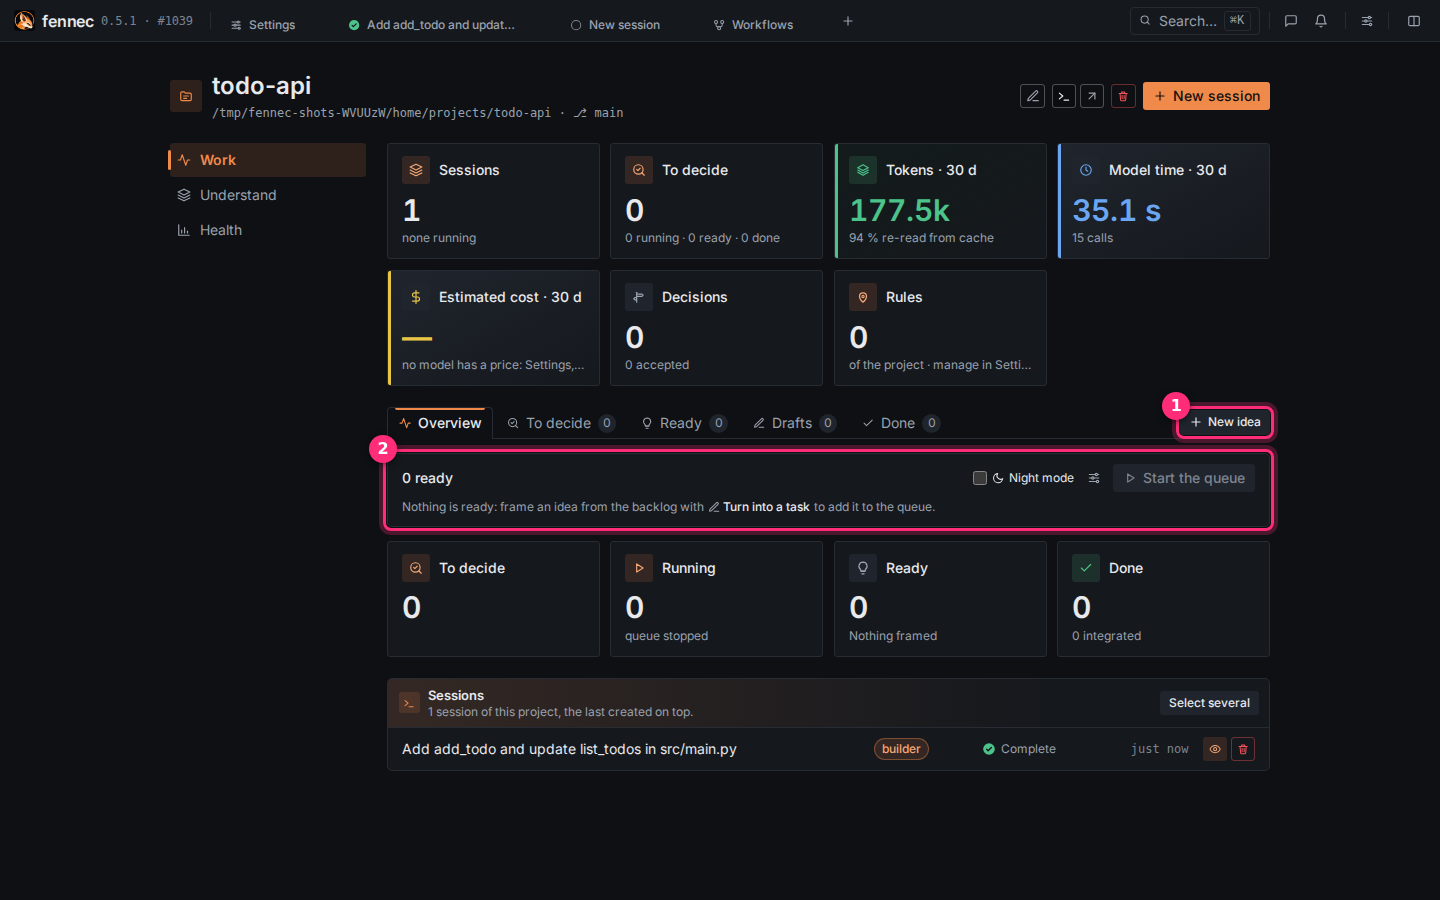 fennec 0.5.1 · #1039
Settings
Add add_todo and updat...
New session
Workflows
Search... ⌘K
todo-api
/tmp/fennec-shots-WVUUzW/home/projects/todo-api · ⎇ main
New session
Work
Understand
Health
Sessions
1
none running
To decide
0
0 running · 0 ready · 0 done
Tokens · 30 d
177.5k
94 % re-read from cache
Model time · 30 d
35.1 s
15 calls
Estimated cost · 30 d
—
no model has a price: Settings,...
Decisions
0
0 accepted
Rules
0
of the project · manage in Setti...
Overview
To decide 0
Ready 0
Drafts 0
Done 0
1
New idea
2
0 ready
Night mode
Start the queue
Nothing is ready: frame an idea from the backlog with Turn into a task to add it to the queue.
To decide
0
Running
0
queue stopped
Ready
0
Nothing framed
Done
0
0 integrated
Sessions
1 session of this project, the last created on top.
Select several
Add add_todo and update list_todos in src/main.py
builder
Complete
just now